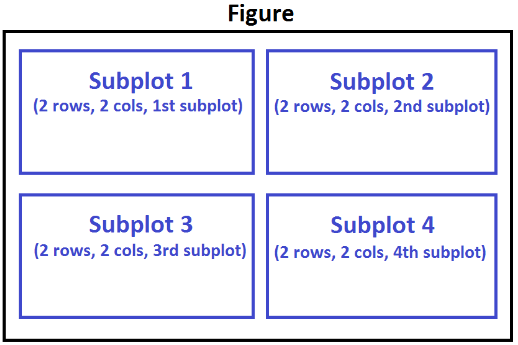 Figure
Subplot 1
(2 rows, 2 cols, 1st subplot)
Subplot 2
(2 rows, 2 cols, 2nd subplot)
Subplot 3
(2 rows, 2 cols, 3rd subplot)
Subplot 4
(2 rows, 2 cols, 4th subplot)